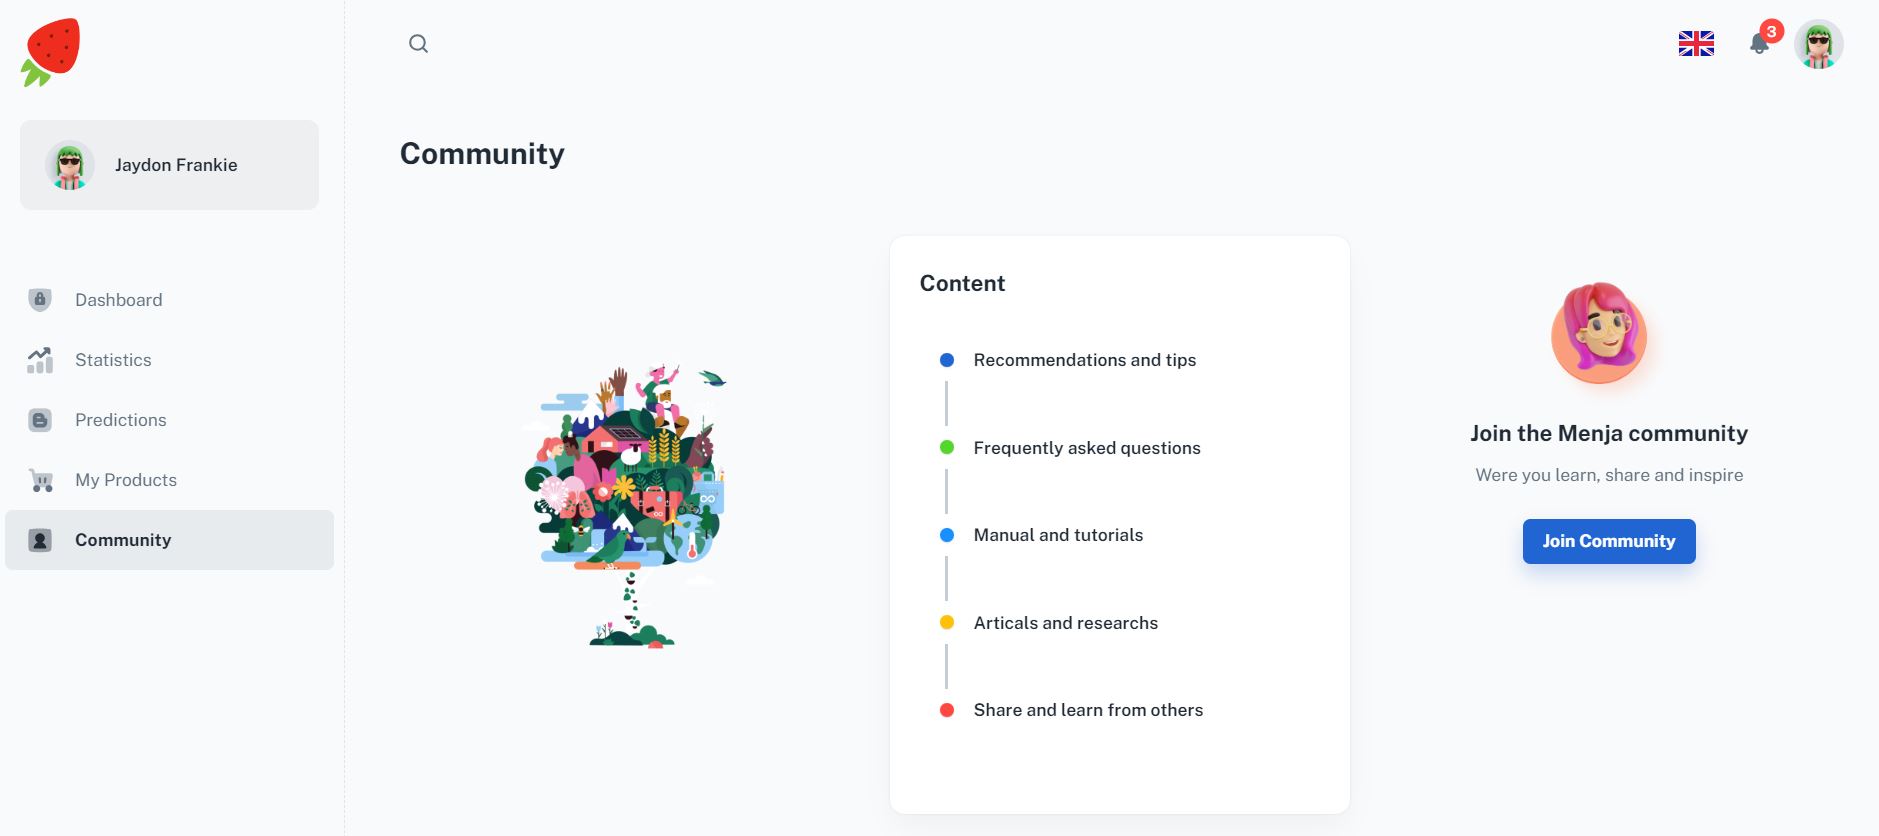 3
Jaydon Frankie
Dashboard
Statistics
Predictions
My Products
Community
Community
Content
Recommendations and tips
Frequently asked questions
Manual and tutorials
Articals and researchs
Share and learn from others
Join the Menja community
Were you learn, share and inspire
Join Community